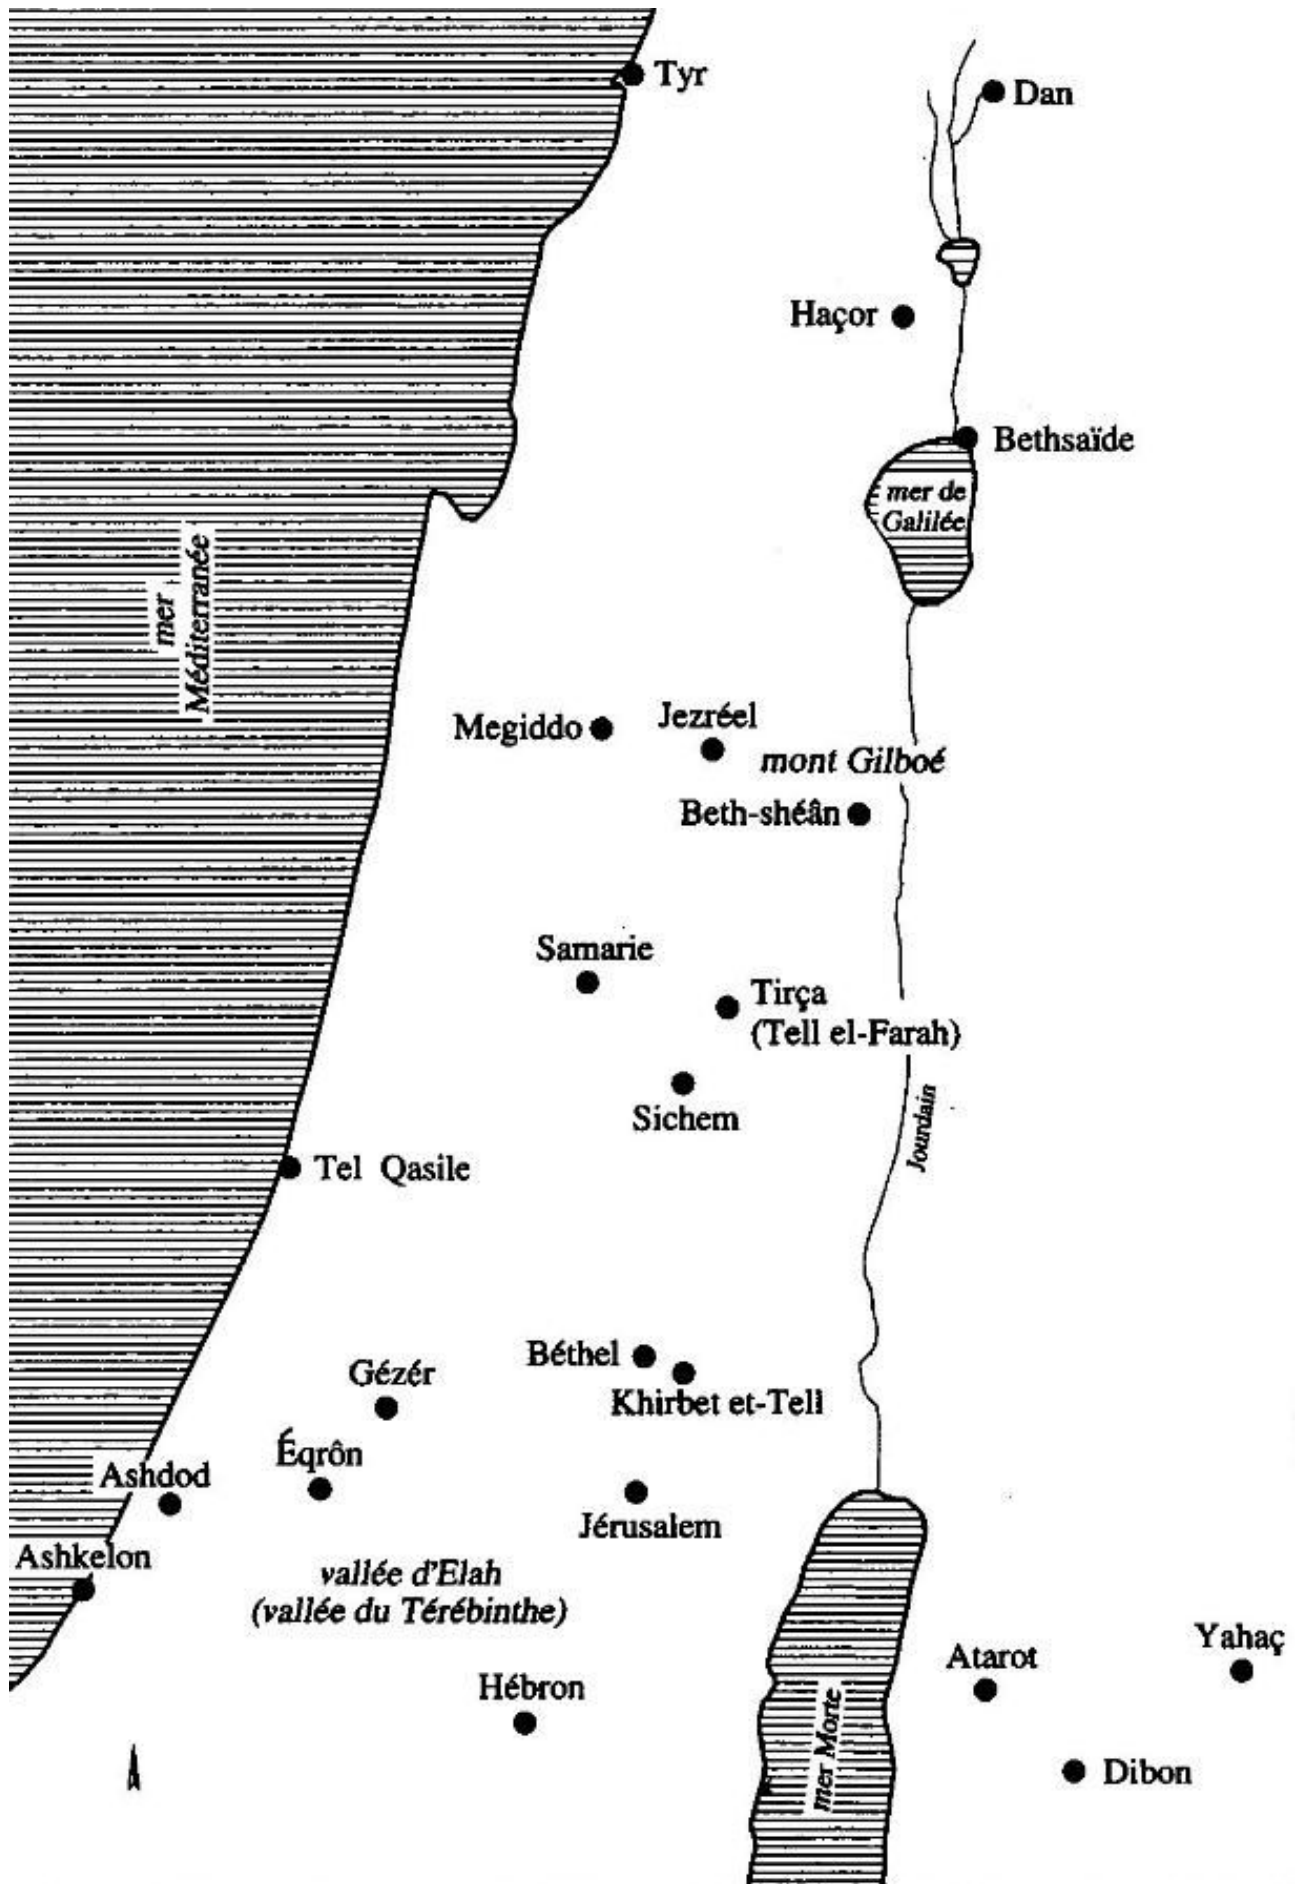 Tyr
Dan
Haçor
Bethsaïde
mer de
Galilée
mer
Méditerranée
Megiddo
Jezréel
mont Gilboé
Beth-shéân
Samarie
Tirça
(Tell el-Farah)
Sichem
Jourdain
Tel Qasile
Béthel
Khirbet et-Tell
Gézér
Éqrôn
Ashdod
Jérusalem
Ashkelon
vallée d'Elah
(vallée du Térébinthe)
Yahaç
Atarot
Hébron
mer Morte
Dibon